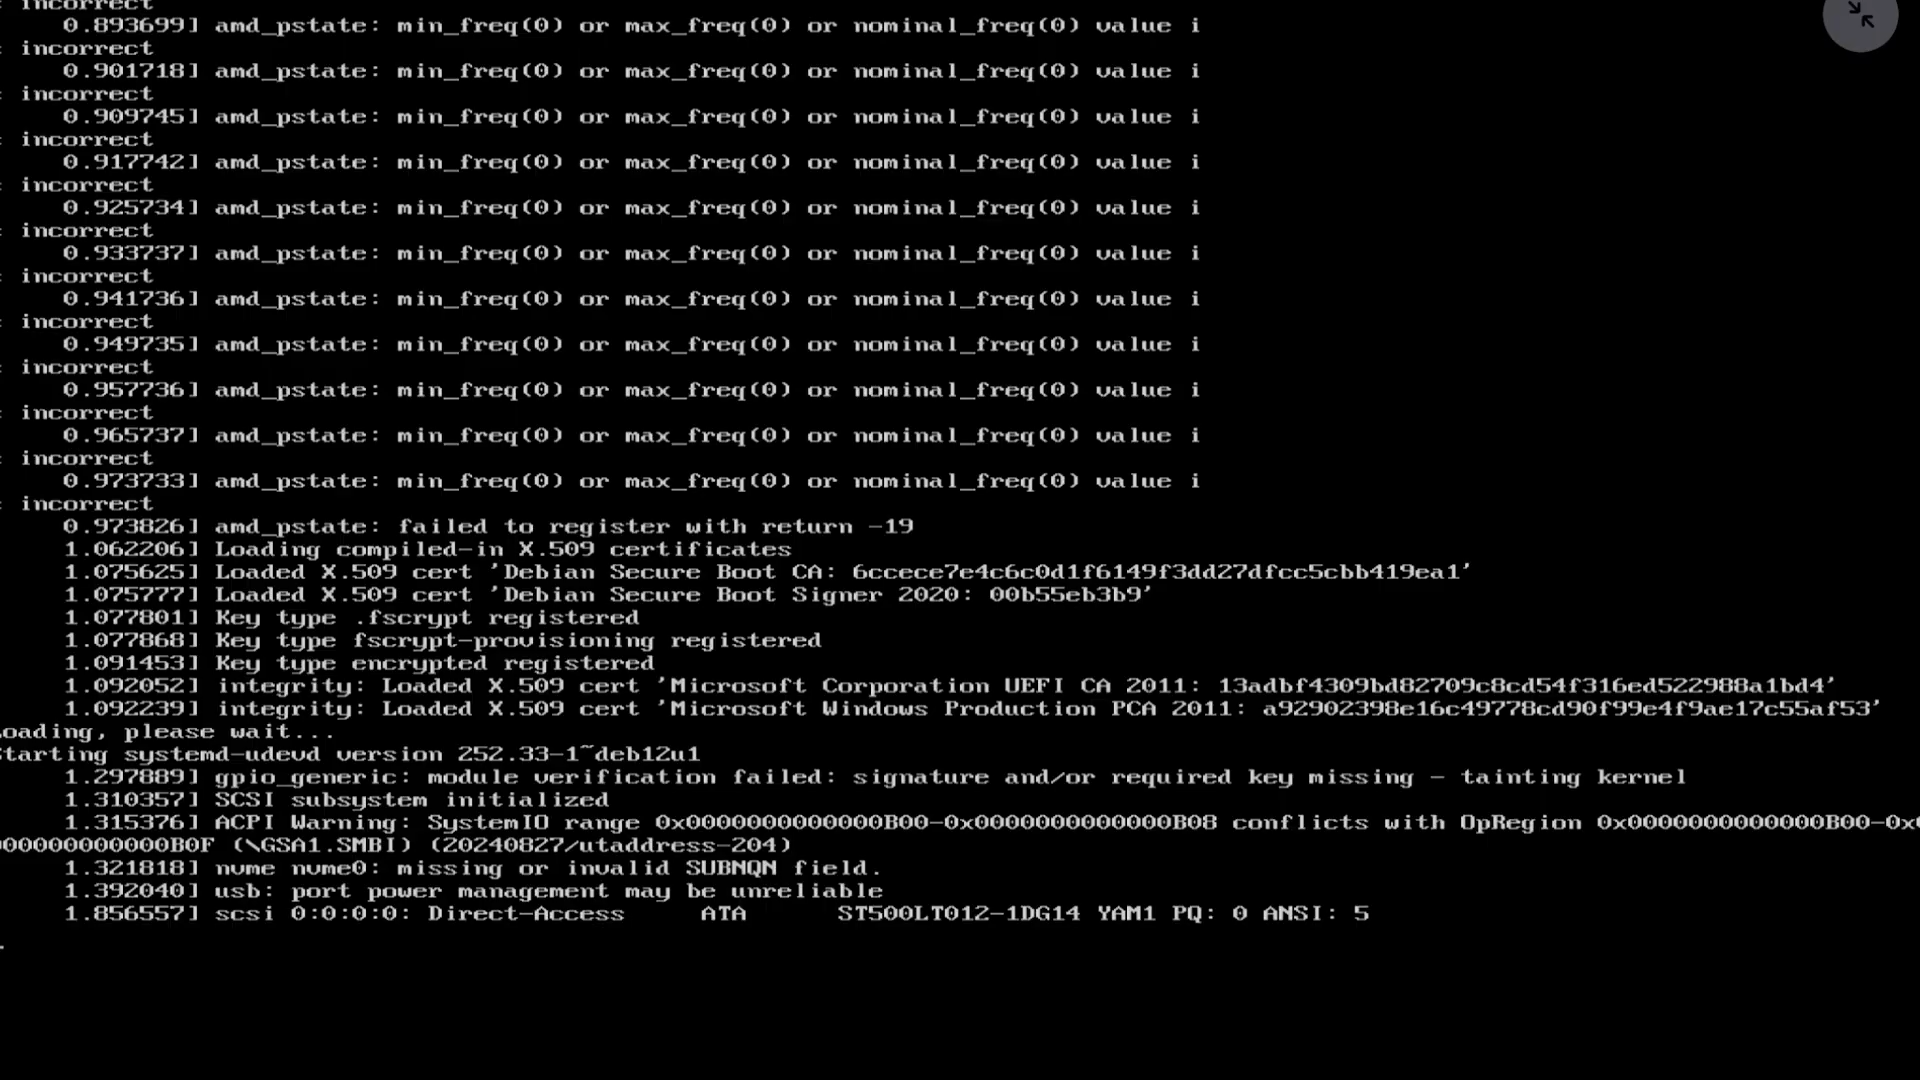 : incorrect
0.893699] amd_pstate: min_freq(0) or max_freq(0) or nominal_freq(0) value i
: incorrect
0.901718] amd_pstate: min_freq(0) or max_freq(0) or nominal_freq(0) value i
: incorrect
0.909745] amd_pstate: min_freq(0) or max_freq(0) or nominal_freq(0) value i
: incorrect
0.917742] amd_pstate: min_freq(0) or max_freq(0) or nominal_freq(0) value i
: incorrect
0.925734] amd_pstate: min_freq(0) or max_freq(0) or nominal_freq(0) value i
: incorrect
0.933737] amd_pstate: min_freq(0) or max_freq(0) or nominal_freq(0) value i
: incorrect
0.941736] amd_pstate: min_freq(0) or max_freq(0) or nominal_freq(0) value i
: incorrect
0.949735] amd_pstate: min_freq(0) or max_freq(0) or nominal_freq(0) value i
: incorrect
0.957736] amd_pstate: min_freq(0) or max_freq(0) or nominal_freq(0) value i
: incorrect
0.965737] amd_pstate: min_freq(0) or max_freq(0) or nominal_freq(0) value i
: incorrect
0.973733] amd_pstate: min_freq(0) or max_freq(0) or nominal_freq(0) value i
: incorrect
0.973826] amd_pstate: failed to register with return -19
1.062206] Loading compiled-in X.509 certificates
1.075625] Loaded X.509 cert 'Debian Secure Boot CA: 6ccece7e4c6c0d1f6149f3dd27dfcc5cbb419ea1'
1.075777] Loaded X.509 cert 'Debian Secure Boot Signer 2020: 00b55eb3b9'
1.077801] Key type .fscrypt registered
1.077868] Key type fscrypt-provisioning registered
1.091453] Key type encrypted registered
1.092052] integrity: Loaded X.509 cert 'Microsoft Corporation UEFI CA 2011: 13adbf4309bd82709c8cd54f316ed522988a1bd4'
1.092239] integrity: Loaded X.509 cert 'Microsoft Windows Production PCA 2011: a92902398e16c49778cd90f99e4f9ae17c55af53'
oading, please wait...
tarting systemd-udevd version 252.33-1~deb12u1
1.297889] gpio_generic: module verification failed: signature and/or required key missing - tainting kernel
1.310357] SCSI subsystem initialized
1.315376] ACPI Warning: SystemIO range 0x0000000000000B00-0x0000000000000B08 conflicts with OpRegion 0x0000000000000B00-0x
000000000000B0F (\GSA1.SMBI) (20240827/utaddress-204)
1.321818] nvme nvme0: missing or invalid SUBNQN field.
1.392040] usb: port power management may be unreliable
1.856557] scsi 0:0:0:0: Direct-Access ATA ST500LT012-1DG14 YAM1 PQ: 0 ANSI: 5